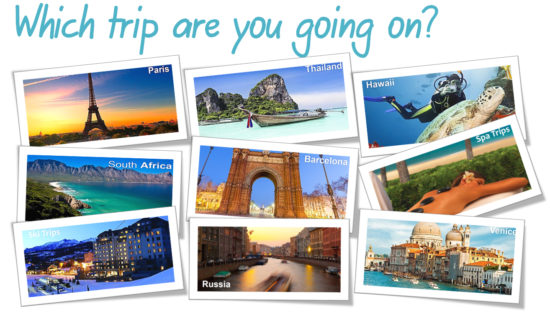 Which trip are you going on?
Paris
Thailand
Hawaii
South Africa
Barcelona
Spa Trips
Ski Trips
Russia
Venice